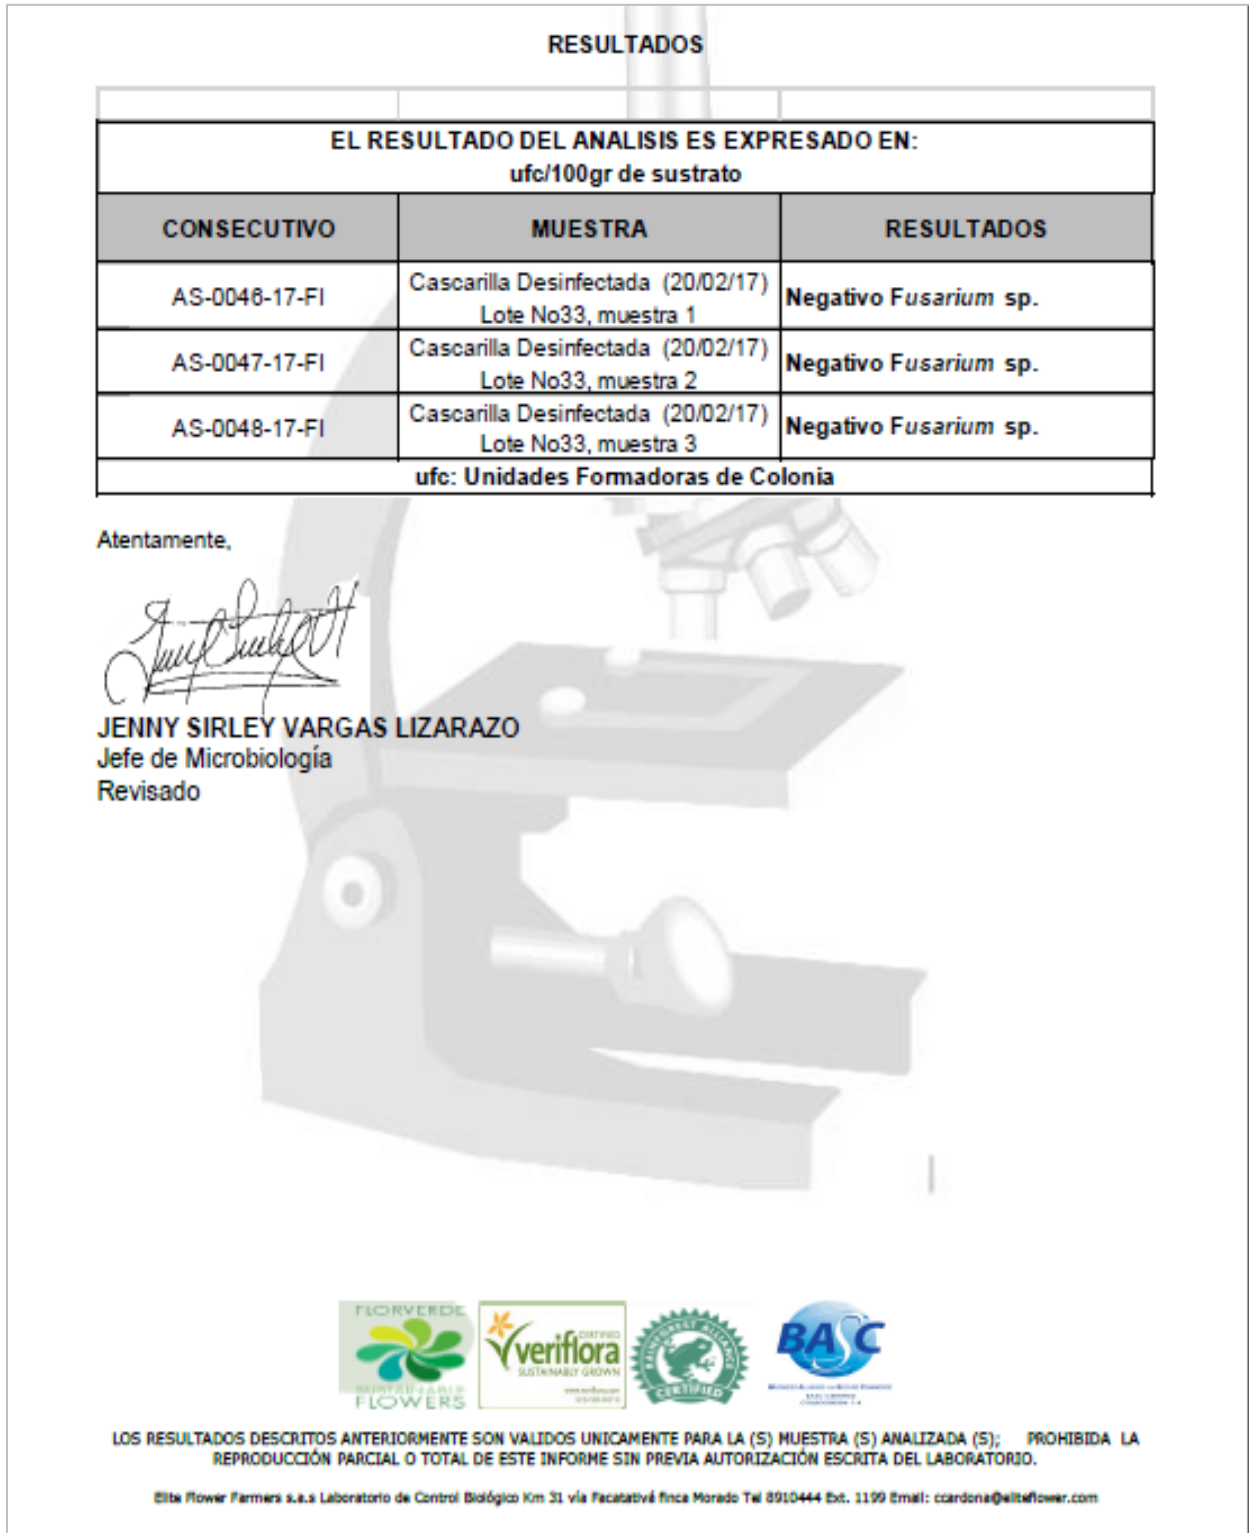 RESULTADOS
EL RESULTADO DEL ANALISIS ES EXPRESADO EN:
ufc/100gr de sustrato
CONSECUTIVO MUESTRA RESULTADOS
AS-0046-17-FI Cascarilla Desinfectada (20/02/17) Lote No33, muestra 1 Negativo Fusarium sp.
AS-0047-17-FI Cascarilla Desinfectada (20/02/17) Lote No33, muestra 2 Negativo Fusarium sp.
AS-0048-17-FI Cascarilla Desinfectada (20/02/17) Lote No33, muestra 3 Negativo Fusarium sp.
ufc: Unidades Formadoras de Colonia
Atentamente,
JENNY SIRLEY VARGAS LIZARAZO
Jefe de Microbiología
Revisado
FLORVERDE
SUSTAINABLE
FLOWERS
CERTIFIED
veriflora
SUSTAINABLY GROWN
RAINFOREST ALLIANCE
CERTIFIED
BASC
LOS RESULTADOS DESCRITOS ANTERIORMENTE SON VALIDOS UNICAMENTE PARA LA (S) MUESTRA (S) ANALIZADA (S); PROHIBIDA LA
REPRODUCCIÓN PARCIAL O TOTAL DE ESTE INFORME SIN PREVIA AUTORIZACIÓN ESCRITA DEL LABORATORIO.
Elite Flower Farmers s.a.s Laboratorio de Control Biológico Km 31 vía Facatativá finca Morado Tel 8910444 Ext. 1199 Email: ccardona@eliteflower.com